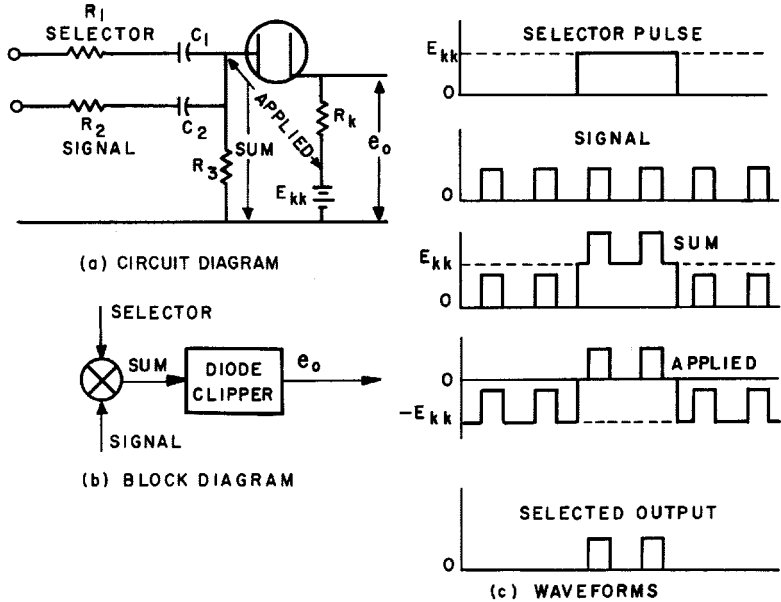 R1
SELECTOR
C1
R2
SIGNAL
C2
APPLIED
SUM
R3
Rk
Ekk
eo
(a) CIRCUIT DIAGRAM
SELECTOR
SUM
DIODE
CLIPPER
eo
SIGNAL
(b) BLOCK DIAGRAM
SELECTOR PULSE
Ekk
0
SIGNAL
0
SUM
Ekk
0
APPLIED
0
-Ekk
SELECTED OUTPUT
0
(c) WAVEFORMS